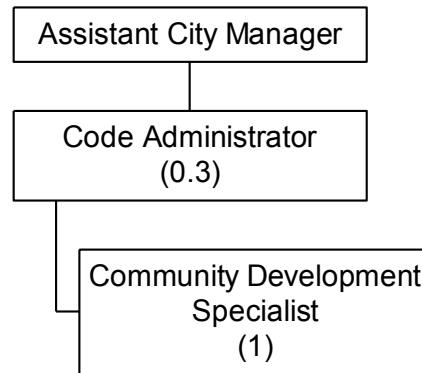 Assistant City Manager
Code Administrator
(0.3)
Community Development
Specialist
(1)